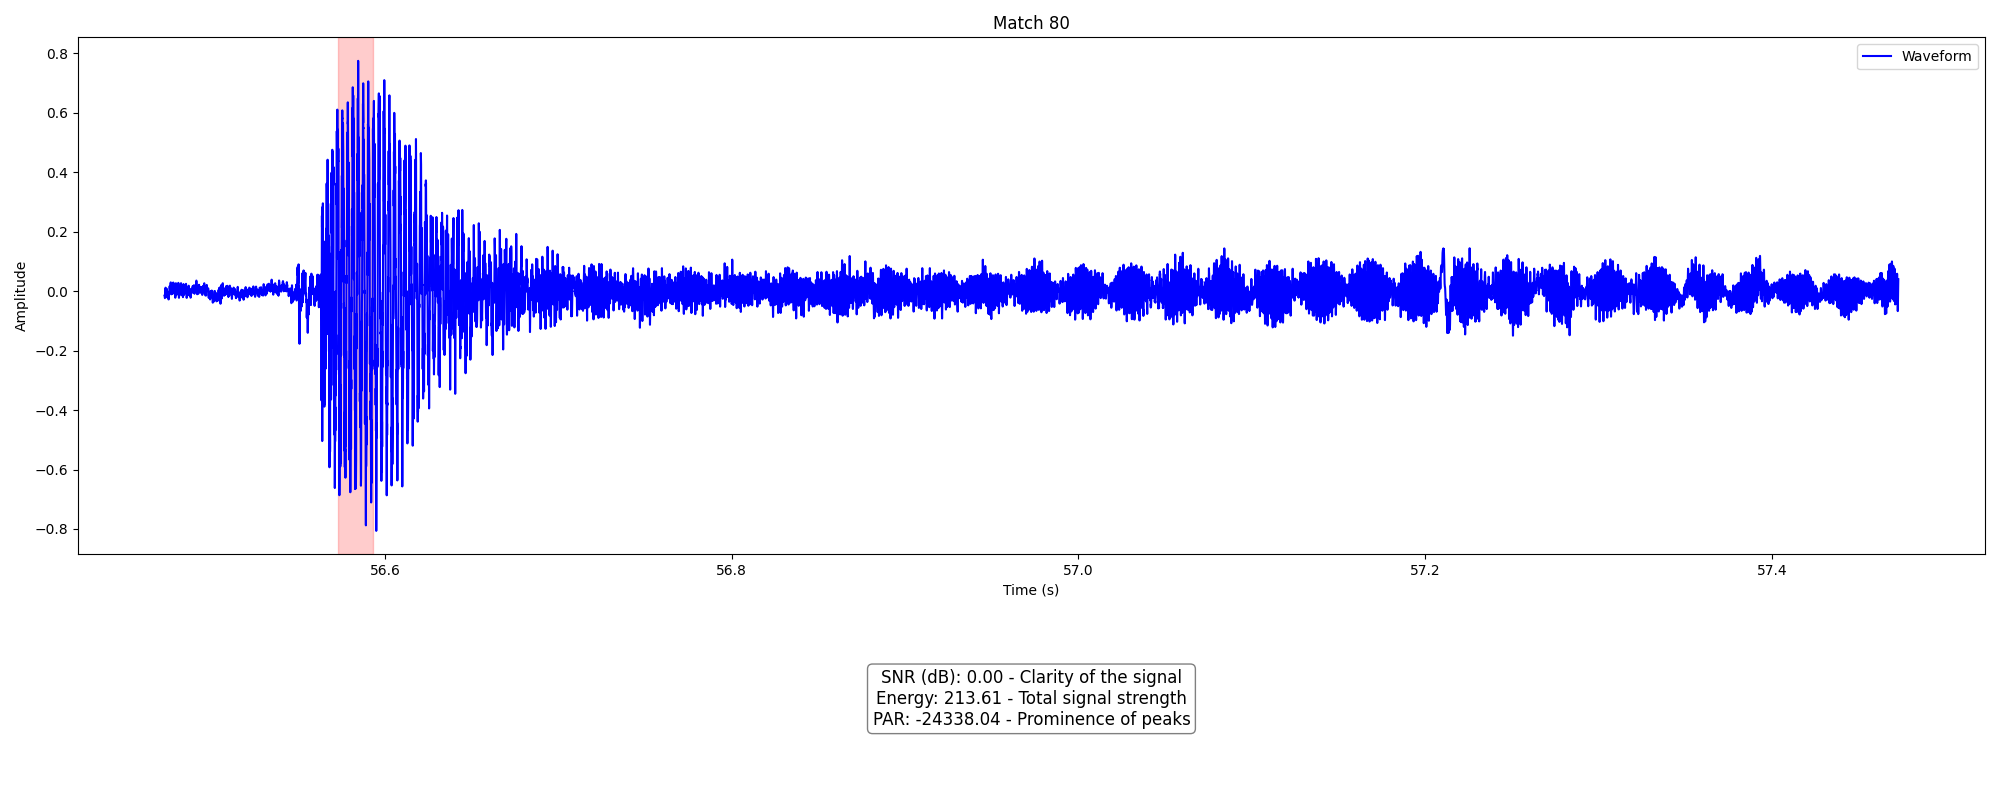 Match 80
Waveform
Amplitude
0.8
0.6
0.4
0.2
0.0
−0.2
−0.4
−0.6
−0.8
56.6 56.8 57.0 57.2 57.4
Time (s)
SNR (dB): 0.00 - Clarity of the signal
Energy: 213.61 - Total signal strength
PAR: -24338.04 - Prominence of peaks